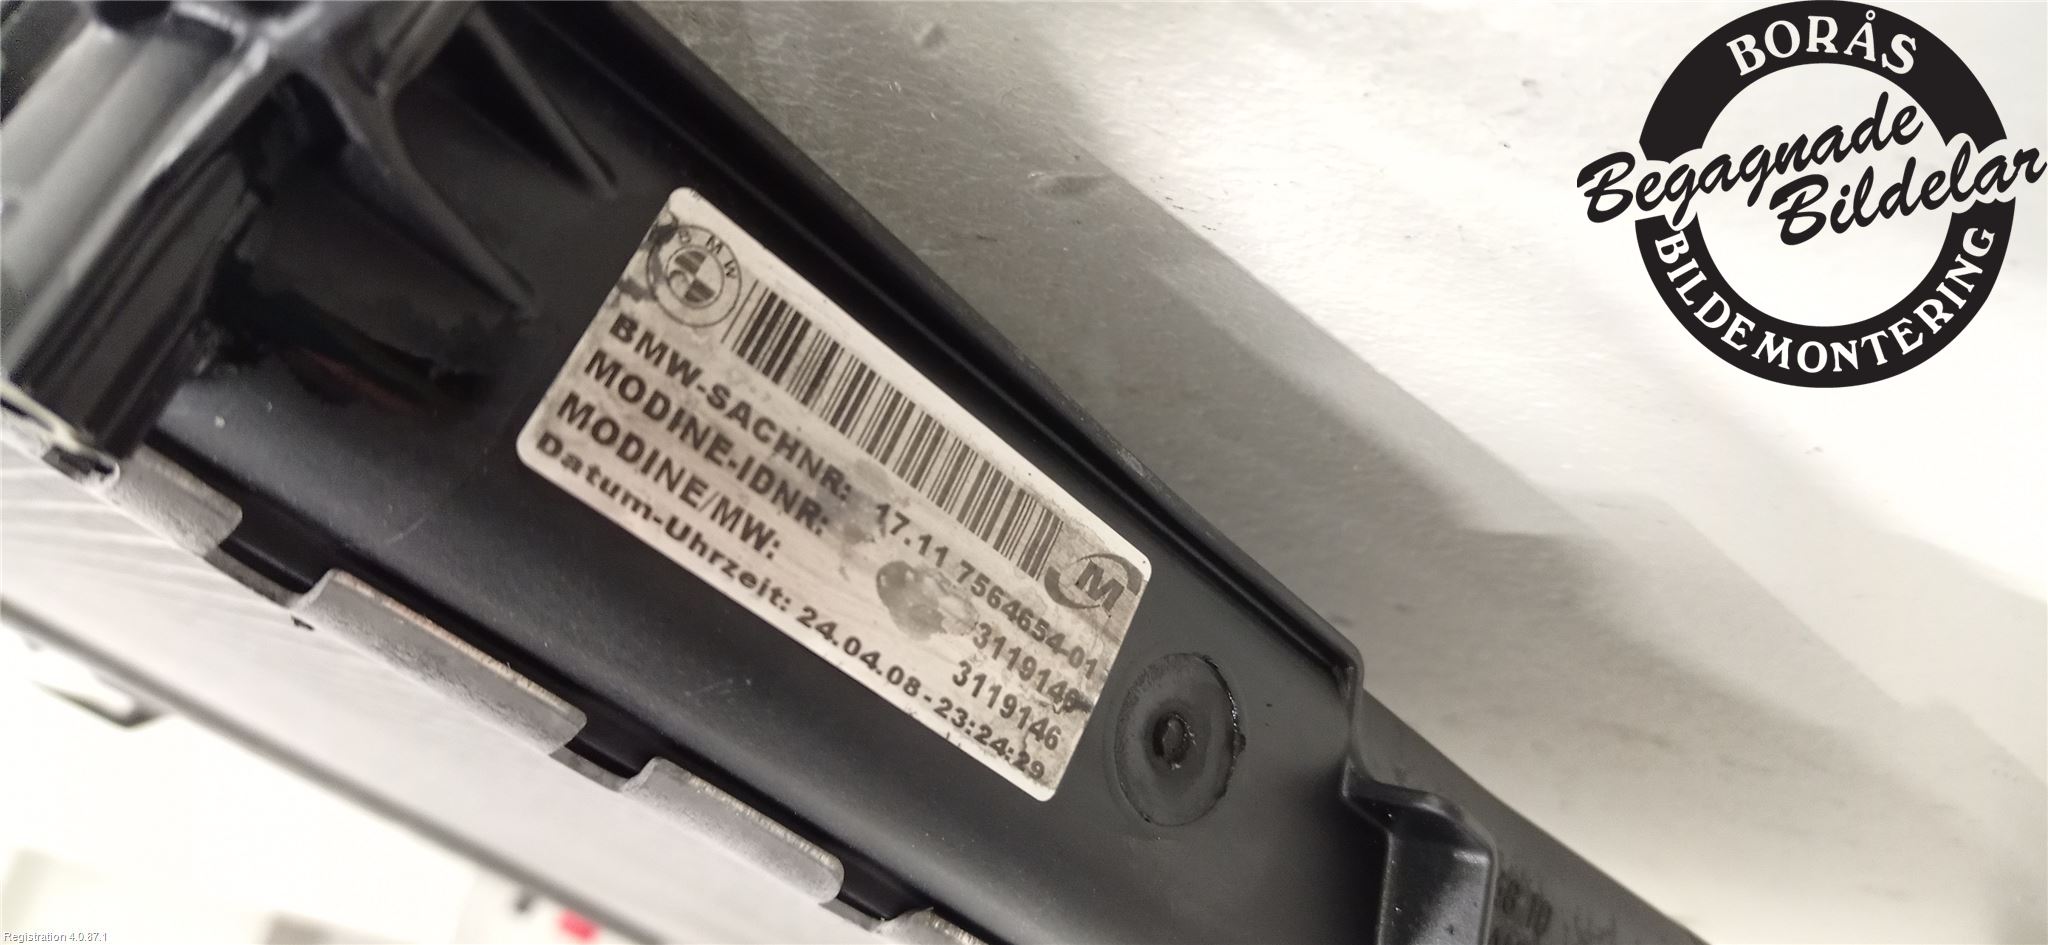 BMW
BMW-SACHNR: 17.11 7564654-01
MODINE-IDNR: 3119146
MODINE/MW: 3119146
Datum-Uhrzeit: 24.04.08 - 23:24:29
M
BORÅS
Begagnade
Bildelar
BILDEMONTERING
Registration 4.0.87.1